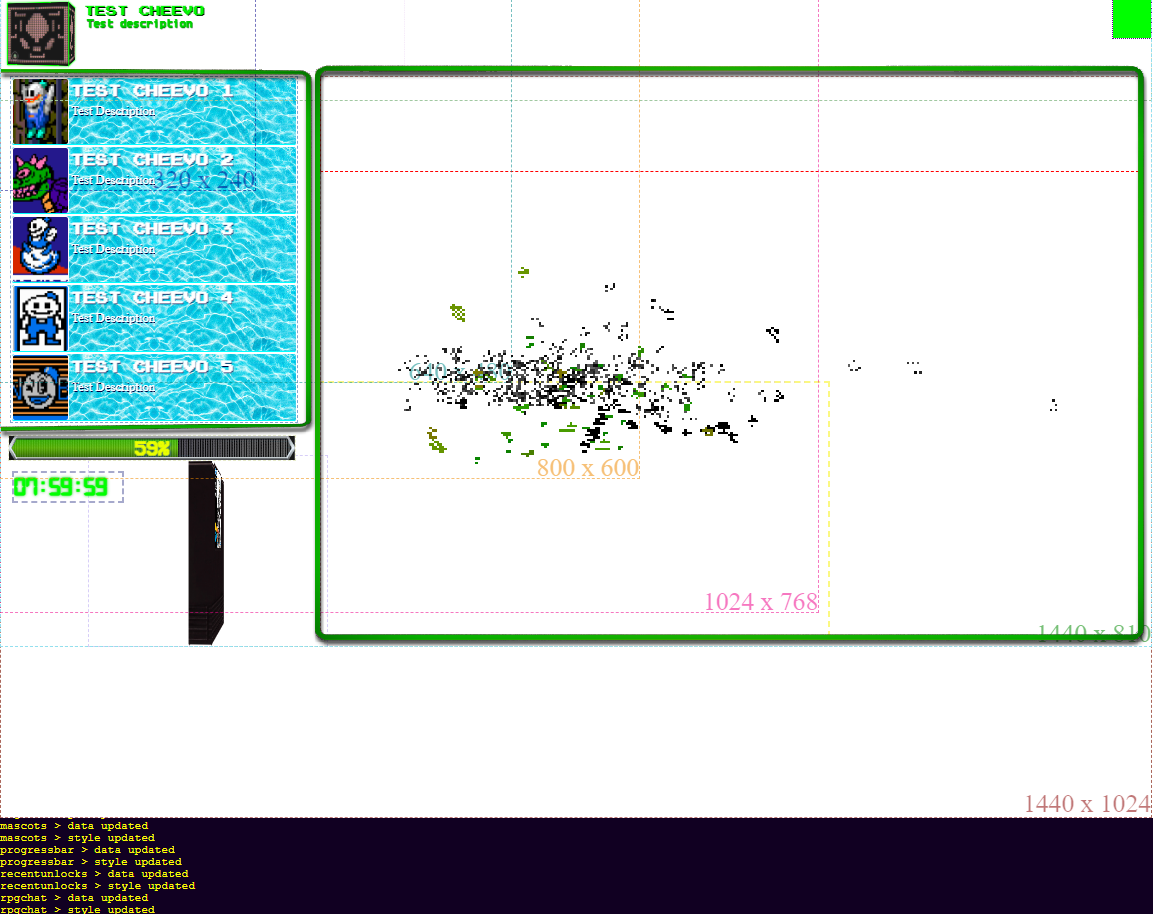 TEST CHEEVO
Test description
TEST CHEEVO 1
Test Description
TEST CHEEVO 2
Test Description
320 x 240
TEST CHEEVO 3
Test Description
TEST CHEEVO 4
Test Description
TEST CHEEVO 5
Test Description
59%
07:59:59
800 x 600
1024 x 768
1440 x 810
1440 x 1024
mascots > data updated
mascots > style updated
progressbar > data updated
progressbar > style updated
recentunlocks > data updated
recentunlocks > style updated
rpgchat > data updated
rpgchat > style updated